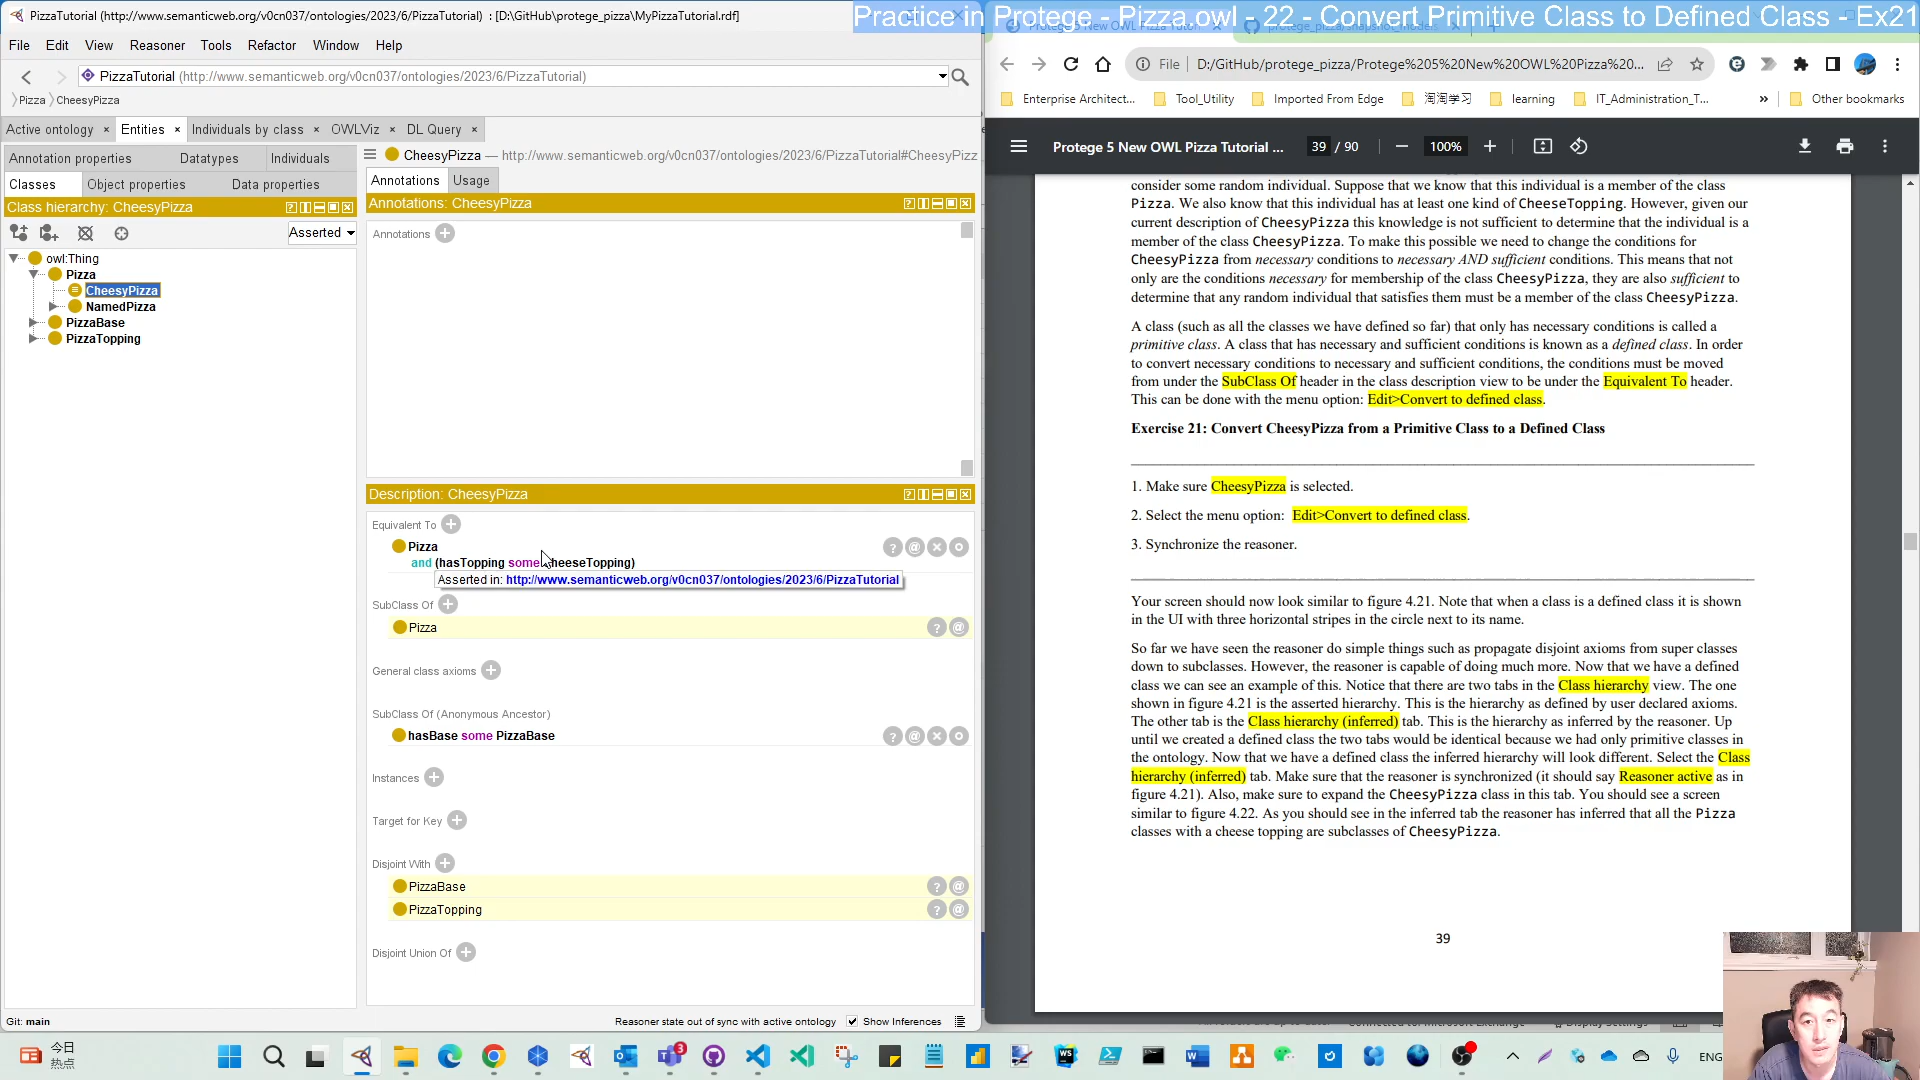 PizzaTutorial (http://www.semanticweb.org/v0cn037/ontologies/2023/6/PizzaTutorial) : [D:\GitHub\protege_pizza\MyPizzaTutorial.rdf]
Practice in Protege - Pizza.owl - 22 - Convert Primitive Class to Defined Class - Ex21
File Edit View Reasoner Tools Refactor Window Help
PizzaTutorial (http://www.semanticweb.org/v0cn037/ontologies/2023/6/PizzaTutorial)
Pizza CheesyPizza
Active ontology × Entities × Individuals by class × OWLViz × DL Query ×
Annotation properties Datatypes Individuals
Classes Object properties Data properties
Class hierarchy: CheesyPizza
Asserted
owl:Thing
Pizza
CheesyPizza
NamedPizza
PizzaBase
PizzaTopping
CheesyPizza — http://www.semanticweb.org/v0cn037/ontologies/2023/6/PizzaTutorial#CheesyPizz
Annotations Usage
Annotations: CheesyPizza
Annotations
Description: CheesyPizza
Equivalent To
Pizza
and (hasTopping some heeseTopping)
Asserted in: http://www.semanticweb.org/v0cn037/ontologies/2023/6/PizzaTutorial
SubClass Of
Pizza
General class axioms
SubClass Of (Anonymous Ancestor)
hasBase some PizzaBase
Instances
Target for Key
Disjoint With
PizzaBase
PizzaTopping
Disjoint Union Of
Git: main
Reasoner state out of sync with active ontology Show Inferences
File D:/GitHub/protege_pizza/Protege%205%20New%20OWL%20Pizza%20...
Enterprise Architect... Tool_Utility Imported From Edge 淘淘学习 learning IT_Administration_T... » Other bookmarks
Protege 5 New OWL Pizza Tutorial ... 39 / 90 100%
consider some random individual. Suppose that we know that this individual is a member of the class
Pizza. We also know that this individual has at least one kind of CheeseTopping. However, given our
current description of CheesyPizza this knowledge is not sufficient to determine that the individual is a
member of the class CheesyPizza. To make this possible we need to change the conditions for
CheesyPizza from necessary conditions to necessary AND sufficient conditions. This means that not
only are the conditions necessary for membership of the class CheesyPizza, they are also sufficient to
determine that any random individual that satisfies them must be a member of the class CheesyPizza.
A class (such as all the classes we have defined so far) that only has necessary conditions is called a
primitive class. A class that has necessary and sufficient conditions is known as a defined class. In order
to convert necessary conditions to necessary and sufficient conditions, the conditions must be moved
from under the SubClass Of header in the class description view to be under the Equivalent To header.
This can be done with the menu option: Edit>Convert to defined class.
Exercise 21: Convert CheesyPizza from a Primitive Class to a Defined Class
1. Make sure CheesyPizza is selected.
2. Select the menu option: Edit>Convert to defined class.
3. Synchronize the reasoner.
Your screen should now look similar to figure 4.21. Note that when a class is a defined class it is shown
in the UI with three horizontal stripes in the circle next to its name.
So far we have seen the reasoner do simple things such as propagate disjoint axioms from super classes
down to subclasses. However, the reasoner is capable of doing much more. Now that we have a defined
class we can see an example of this. Notice that there are two tabs in the Class hierarchy view. The one
shown in figure 4.21 is the asserted hierarchy. This is the hierarchy as defined by user declared axioms.
The other tab is the Class hierarchy (inferred) tab. This is the hierarchy as inferred by the reasoner. Up
until we created a defined class the two tabs would be identical because we had only primitive classes in
the ontology. Now that we have a defined class the inferred hierarchy will look different. Select the Class
hierarchy (inferred) tab. Make sure that the reasoner is synchronized (it should say Reasoner active as in
figure 4.21). Also, make sure to expand the CheesyPizza class in this tab. You should see a screen
similar to figure 4.22. As you should see in the inferred tab the reasoner has inferred that all the Pizza
classes with a cheese topping are subclasses of CheesyPizza.
39
今日
热点
3
ENG